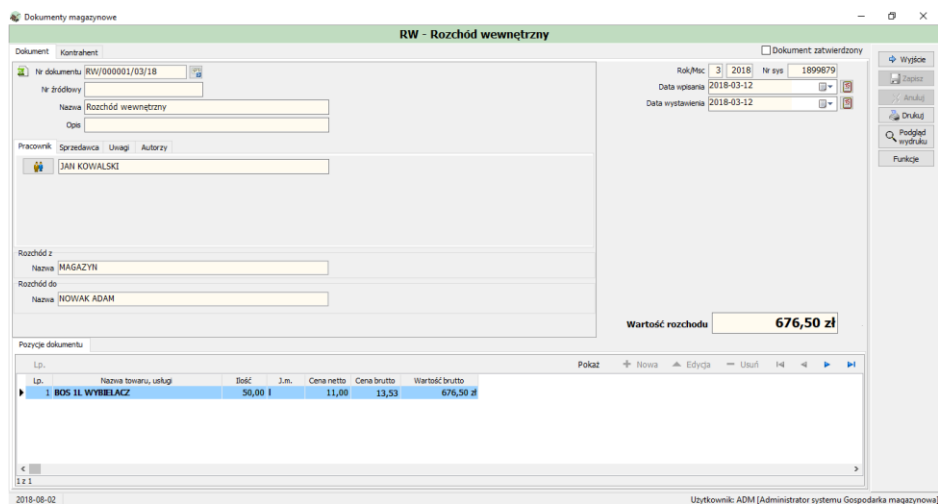 Dokumenty magazynowe
RW - Rozchód wewnętrzny
Dokument Kontrahent
Dokument zatwierdzony
Nr dokumentu RW/000001/03/18
Rok/Msc 3 2018 Nr sys 1899879
Nr źródłowy
Data wpisania 2018-03-12
Nazwa Rozchód wewnętrzny
Data wystawienia 2018-03-12
Opis
Wyjście
Zapisz
Anuluj
Drukuj
Podgląd
wydruku
Funkcje
Pracownik Sprzedawca Uwagi Autorzy
JAN KOWALSKI
Rozchód z
Nazwa MAGAZYN
Rozchód do
Nazwa NOWAK ADAM
Wartość rozchodu 676,50 zł
Pozycje dokumentu
Lp. Pokaż Nowa Edycja Usuń
Lp. Nazwa towaru, usługi Ilość J.m. Cena netto Cena brutto Wartość brutto
1 BOS 1L WYBIELACZ 50,00 l 11,00 13,53 676,50 zł
1 z 1
2018-08-02 Użytkownik: ADM [Administrator systemu Gospodarka magazynowa]